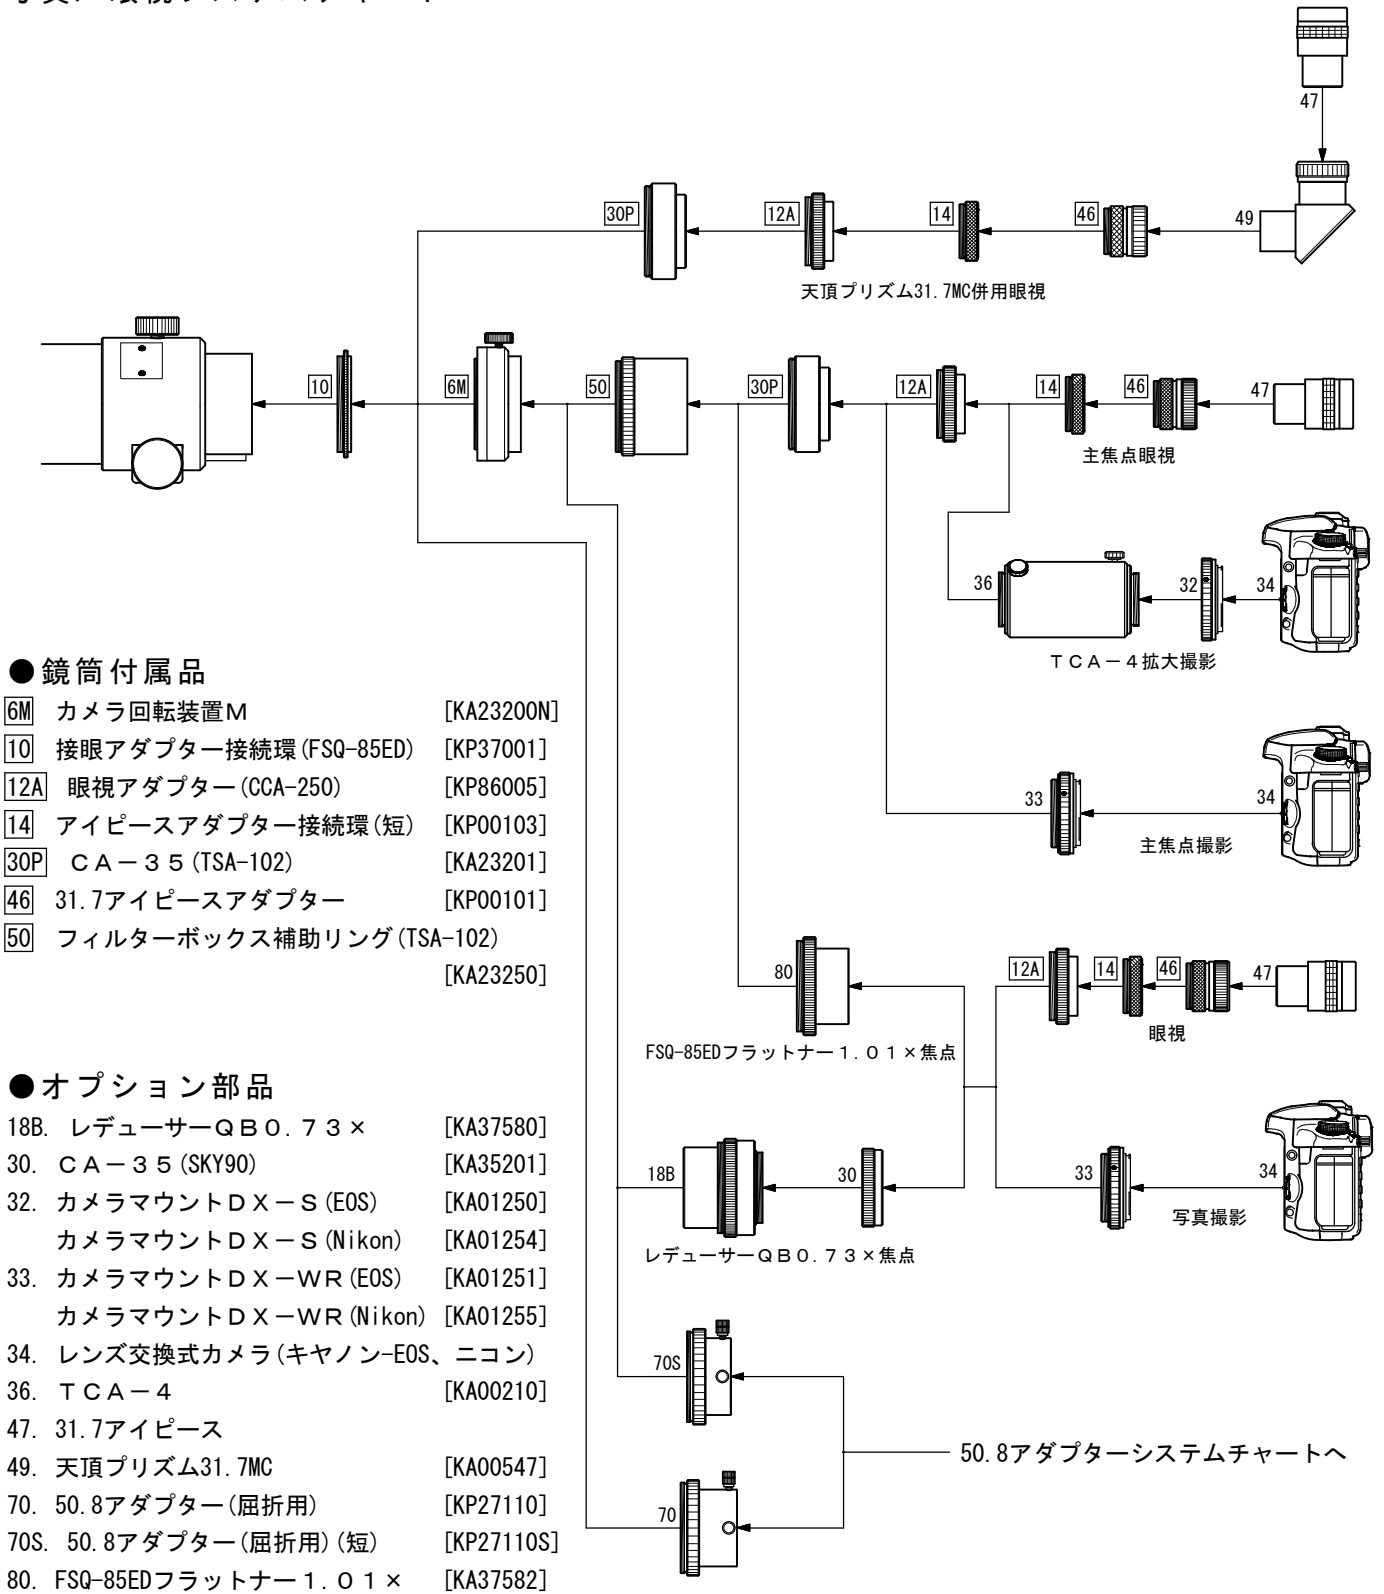 47
30P
12A
14
46
49
天頂プリズム31.7MC併用眼視
10
6M
50
30P
12A
14
46
47
主焦点眼視
36
32
34
TCA-4拡大撮影
33
34
主焦点撮影
80
12A
14
46
47
眼視
FSQ-85EDフラットナー1.01×焦点
18B
30
33
34
写真撮影
レデューサーQB0.73×焦点
70S
50.8アダプターシステムチャートへ
70
●鏡筒付属品
6M カメラ回転装置M [KA23200N]
10 接眼アダプター接続環(FSQ-85ED) [KP37001]
12A 眼視アダプター(CCA-250) [KP86005]
14 アイピースアダプター接続環(短) [KP00103]
30P CA-35(TSA-102) [KA23201]
46 31.7アイピースアダプター [KP00101]
50 フィルターボックス補助リング(TSA-102)
[KA23250]
●オプション部品
18B. レデューサーQB0.73× [KA37580]
30. CA-35(SKY90) [KA35201]
32. カメラマウントDX-S(EOS) [KA01250]
カメラマウントDX-S(Nikon) [KA01254]
33. カメラマウントDX-WR(EOS) [KA01251]
カメラマウントDX-WR(Nikon) [KA01255]
34. レンズ交換式カメラ(キヤノン-EOS、ニコン)
36. TCA-4 [KA00210]
47. 31.7アイピース
49. 天頂プリズム31.7MC [KA00547]
70. 50.8アダプター(屈折用) [KP27110]
70S. 50.8アダプター(屈折用)(短) [KP27110S]
80. FSQ-85EDフラットナー1.01× [KA37582]